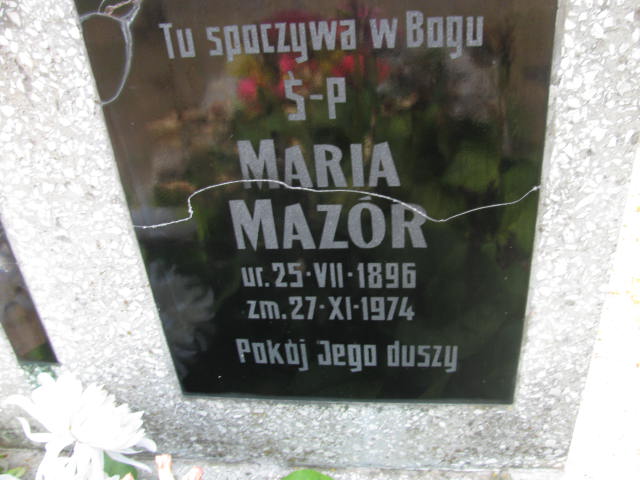 Tu spoczywa w Bogu
Ś-P
MARIA
MAZÓR
ur. 25·VII·1896
zm. 27·XI·1974
Pokój Jego duszy